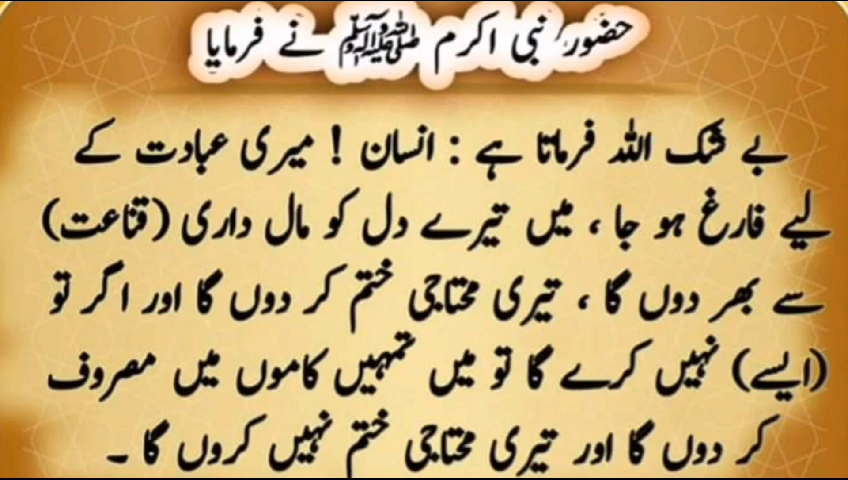 حضور نبی اکرم ﷺ نے فرمایا
بے شک اللہ فرماتا ہے : انسان ! میری عبادت کے
لیے فارغ ہو جا ، میں تیرے دل کو مال داری (قناعت)
سے بھر دوں گا ، تیری محتاجی ختم کر دوں گا اور اگر تو
(ایسے) نہیں کرے گا تو میں تمہیں کاموں میں مصروف
کر دوں گا اور تیری محتاجی ختم نہیں کروں گا ۔